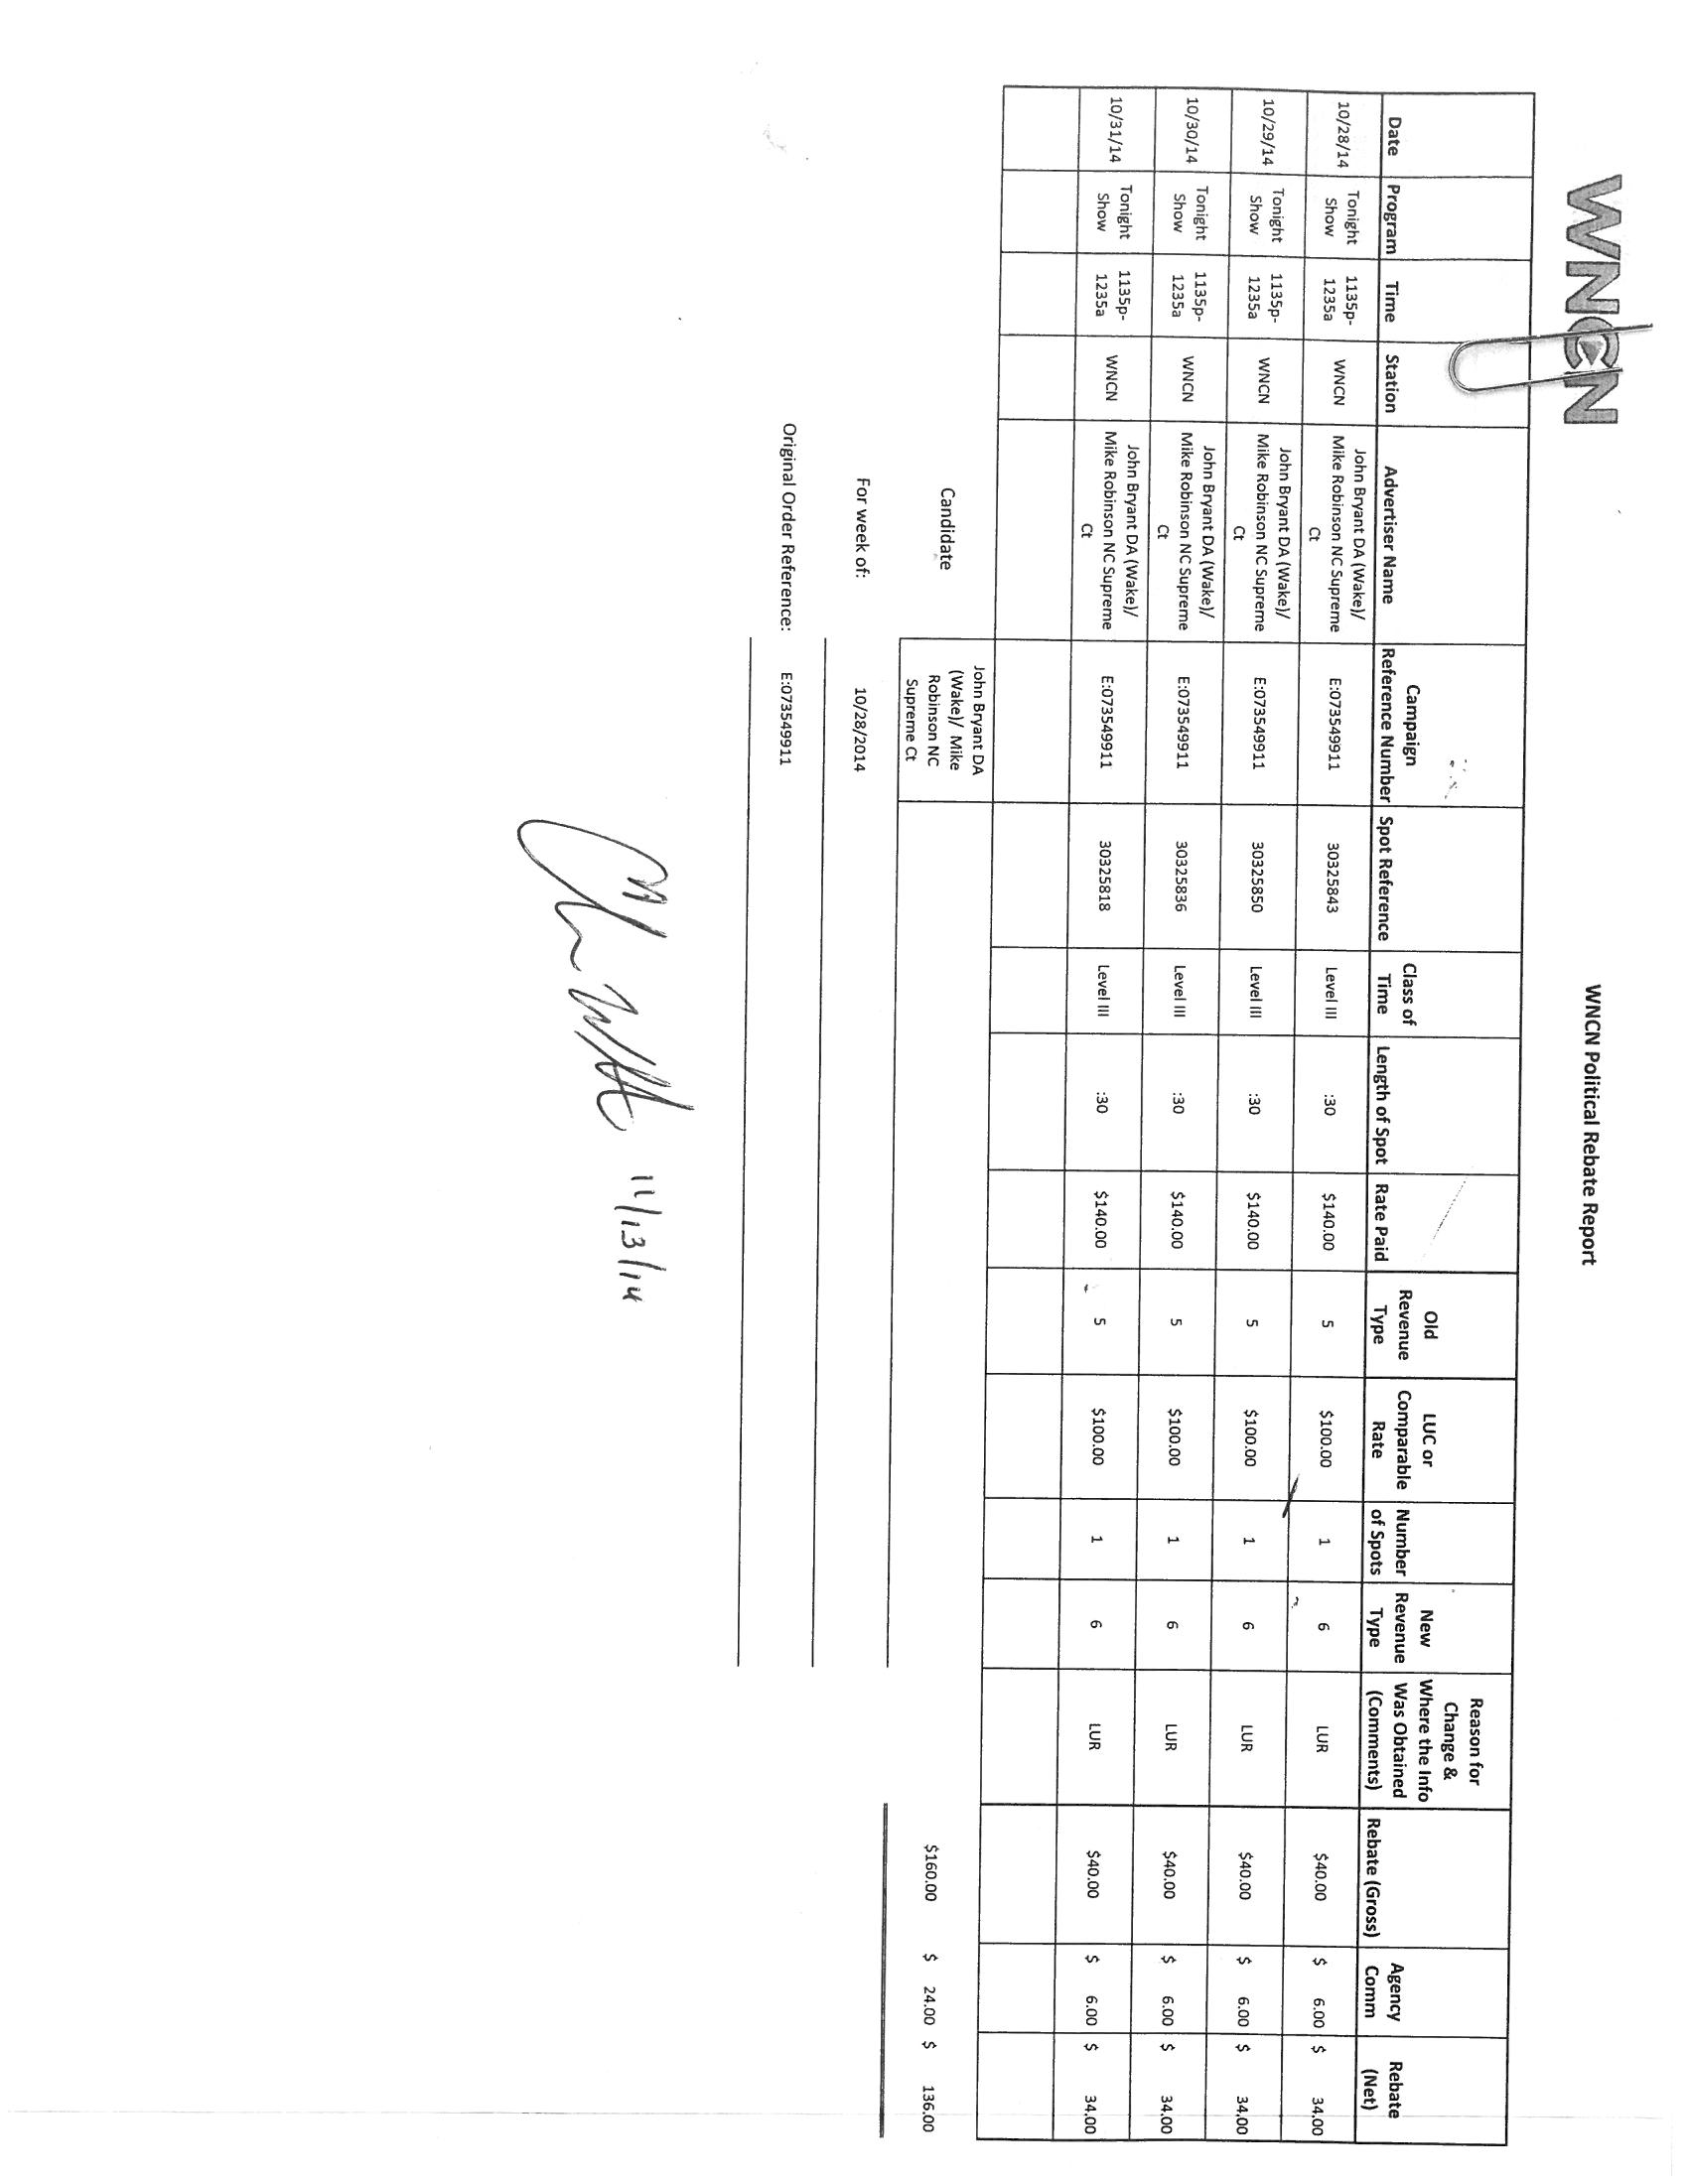 WNCN
WNCN Political Rebate Report
Date Program Time Station Advertiser Name Campaign Reference Number Spot Reference Class of Time Length of Spot Rate Paid Old Revenue Type LUC or Comparable Rate Number of Spots New Revenue Type Reason for Change & Where the Info Was Obtained (Comments) Rebate (Gross) Agency Comm Rebate (Net)
10/28/14 Tonight Show 1135p-1235a WNCN John Bryant DA (Wake)/ Mike Robinson NC Supreme Ct E:073549911 30325843 Level III :30 $140.00 5 $100.00 1 6 LUR $40.00 $ 6.00 $ 34.00
10/29/14 Tonight Show 1135p-1235a WNCN John Bryant DA (Wake)/ Mike Robinson NC Supreme Ct E:073549911 30325850 Level III :30 $140.00 5 $100.00 1 6 LUR $40.00 $ 6.00 $ 34.00
10/30/14 Tonight Show 1135p-1235a WNCN John Bryant DA (Wake)/ Mike Robinson NC Supreme Ct E:073549911 30325836 Level III :30 $140.00 5 $100.00 1 6 LUR $40.00 $ 6.00 $ 34.00
10/31/14 Tonight Show 1135p-1235a WNCN John Bryant DA (Wake)/ Mike Robinson NC Supreme Ct E:073549911 30325818 Level III :30 $140.00 5 $100.00 1 6 LUR $40.00 $ 6.00 $ 34.00
Candidate John Bryant DA (Wake)/ Mike Robinson NC Supreme Ct $160.00 $ 24.00 $ 136.00
For week of: 10/28/2014
Original Order Reference: E:073549911
11/13/14